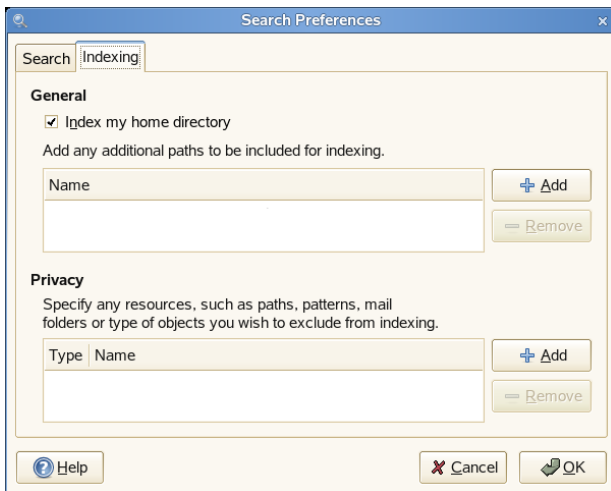 Search Preferences
Search
Indexing
General
Index my home directory
Add any additional paths to be included for indexing.
Name
Add
Remove
Privacy
Specify any resources, such as paths, patterns, mail
folders or type of objects you wish to exclude from indexing.
Type Name
Add
Remove
Help
Cancel
OK